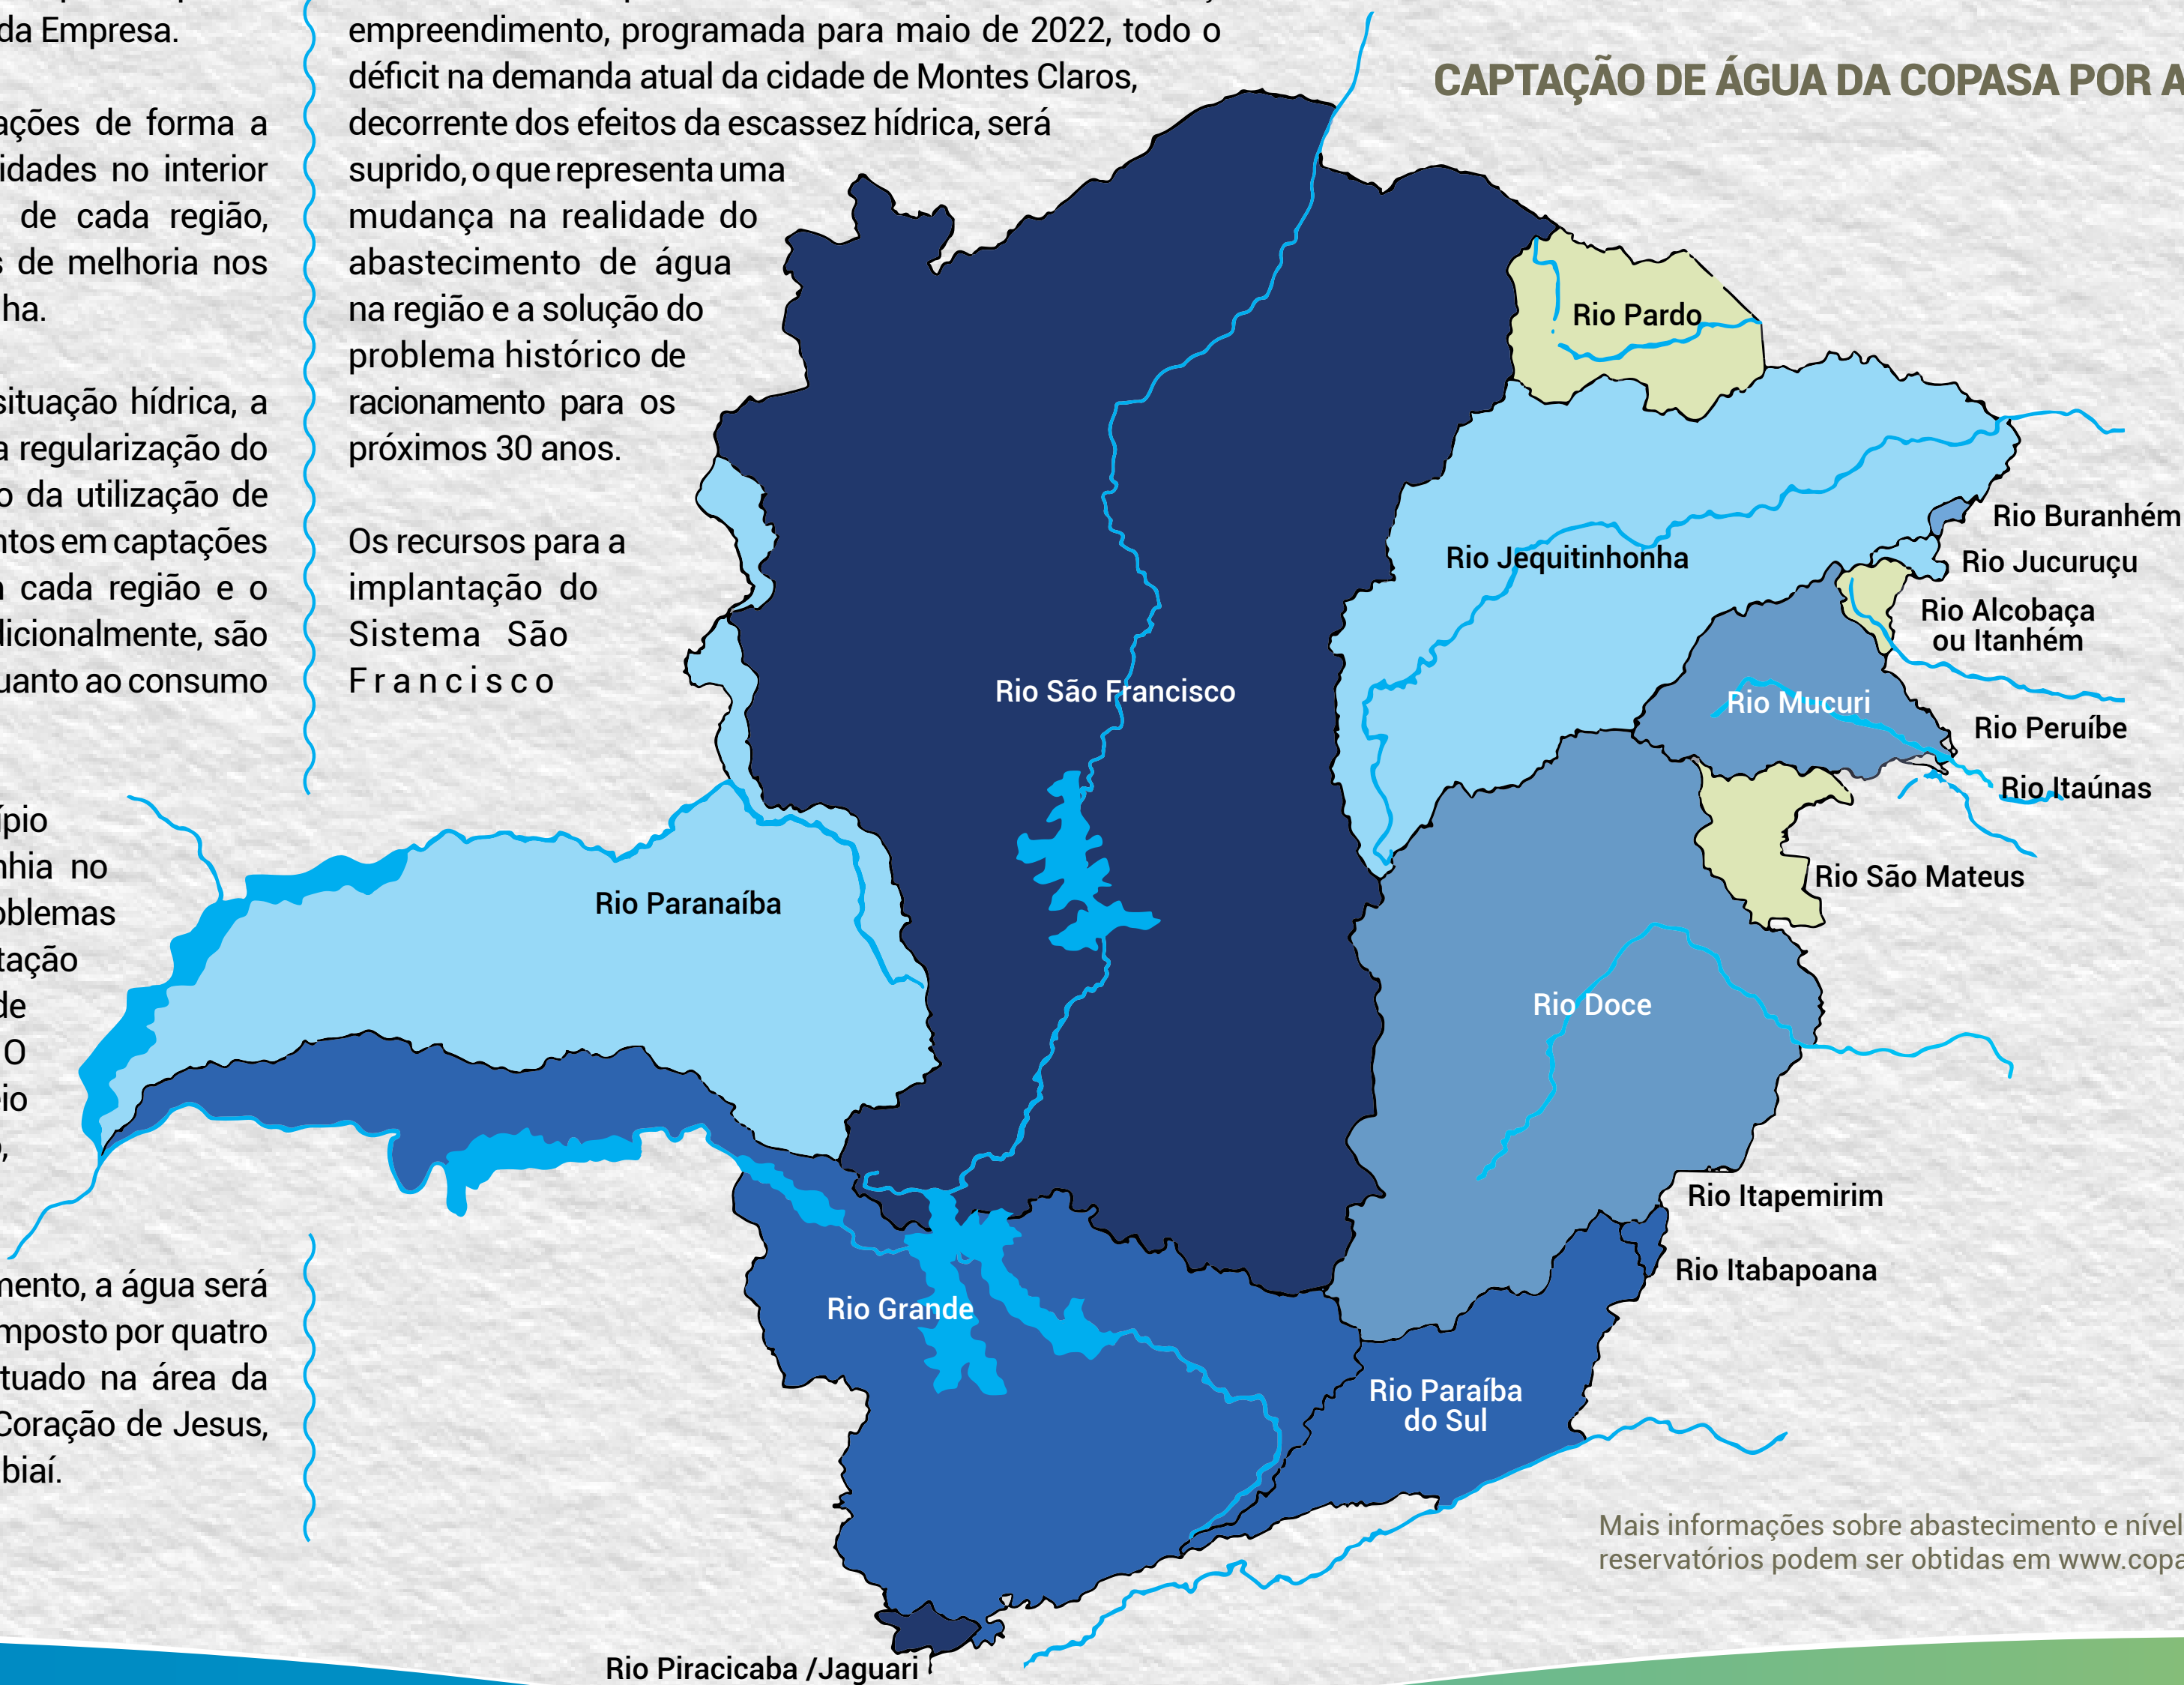 da Empresa.
ações de forma a
idades no interior
de cada região,
s de melhoria nos
ha.
situação hídrica, a
a regularização do
o da utilização de
ntos em captações
cada região e o
dicionalmente, são
uanto ao consumo
ípio
nhia no
oblemas
tação
de
O
eio
mento, a água será
mposto por quatro
tuado na área da
Coração de Jesus,
biaí.
empreendimento, programada para maio de 2022, todo o
déficit na demanda atual da cidade de Montes Claros,
decorrente dos efeitos da escassez hídrica, será
suprido, o que representa uma
mudança na realidade do
abastecimento de água
na região e a solução do
problema histórico de
racionamento para os
próximos 30 anos.
Os recursos para a
implantação do
Sistema São
Francisco
CAPTAÇÃO DE ÁGUA DA COPASA POR A
Rio Pardo
Rio Buranhém
Rio Jequitinhonha
Rio Jucuruçu
Rio Alcobaça
ou Itanhém
Rio São Francisco
Rio Mucuri
Rio Peruíbe
Rio Itaúnas
Rio São Mateus
Rio Paranaíba
Rio Doce
Rio Itapemirim
Rio Itabapoana
Rio Grande
Rio Paraíba
do Sul
Rio Piracicaba /Jaguari
Mais informações sobre abastecimento e nível
reservatórios podem ser obtidas em www.copa